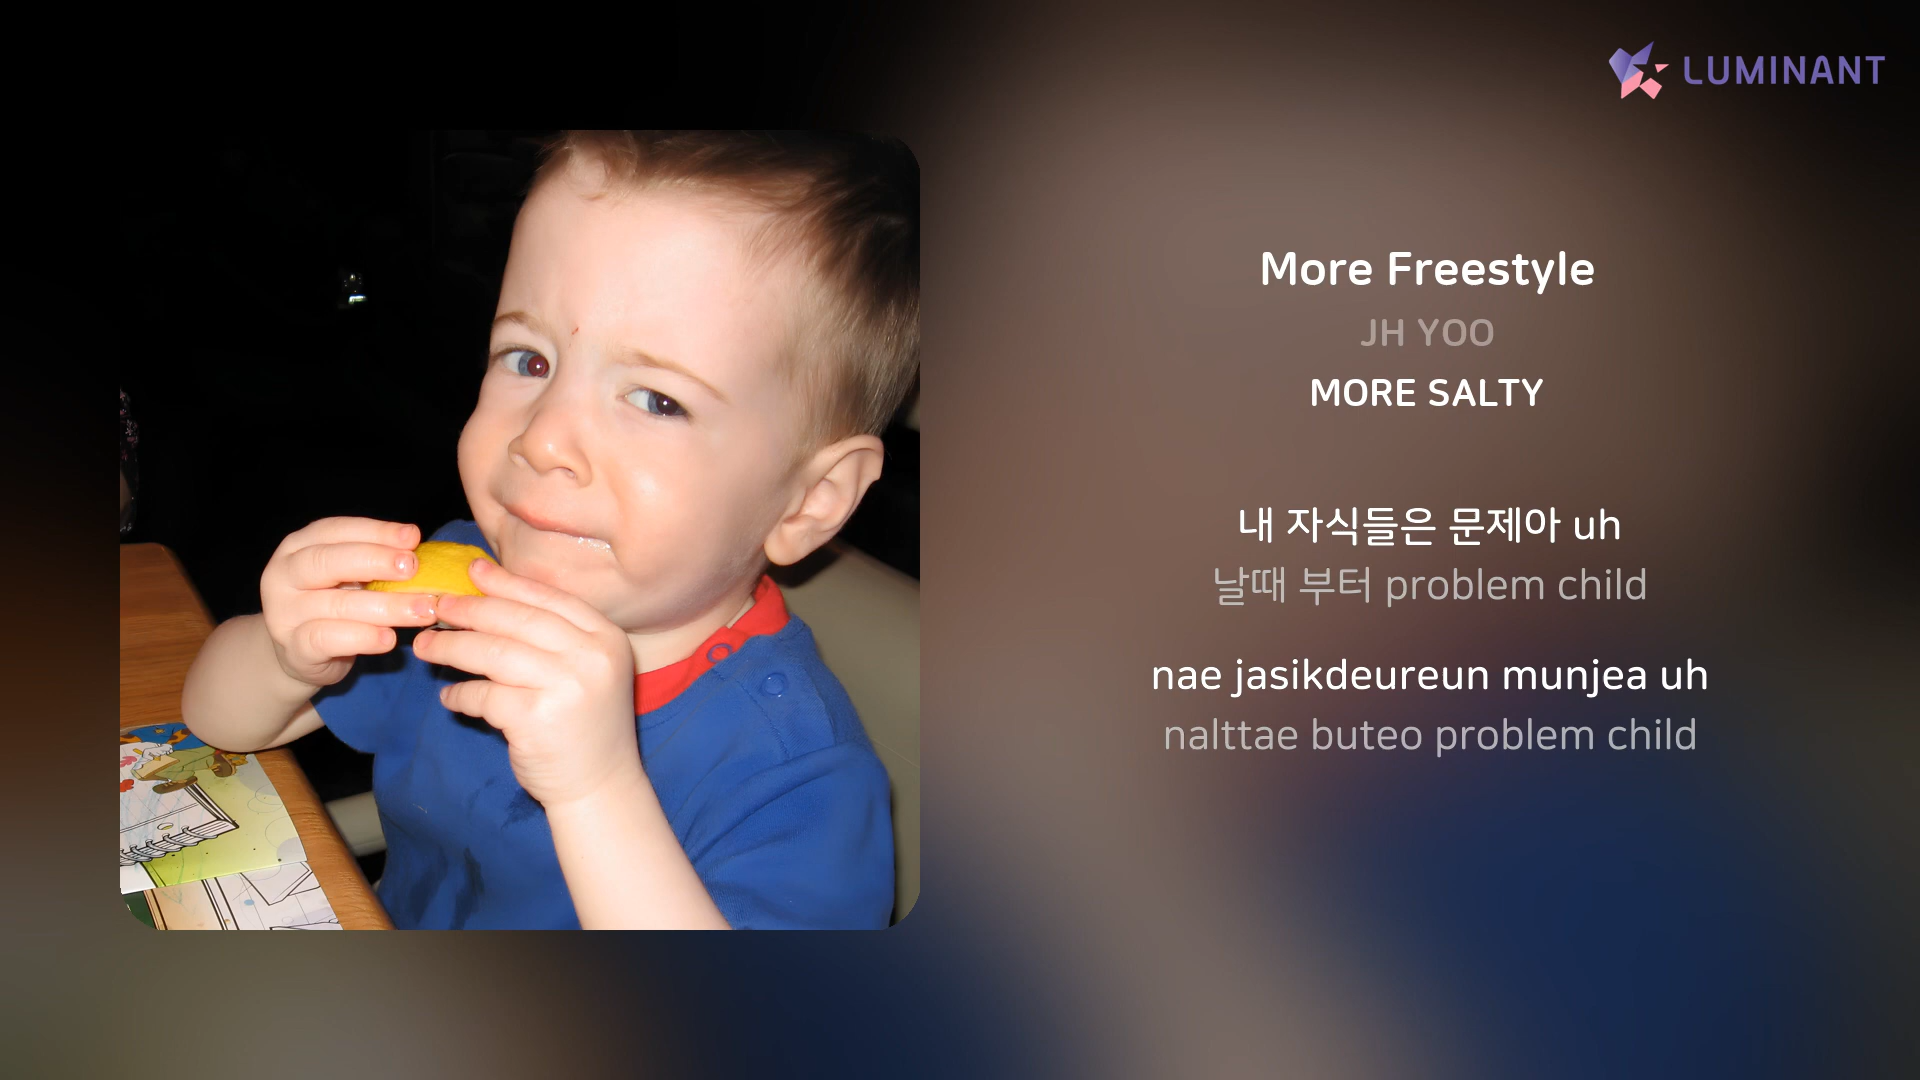 LUMINANT
More Freestyle
JH YOO
MORE SALTY
내 자식들은 문제아 uh
날때 부터 problem child
nae jasikdeureun munjea uh
nalttae buteo problem child